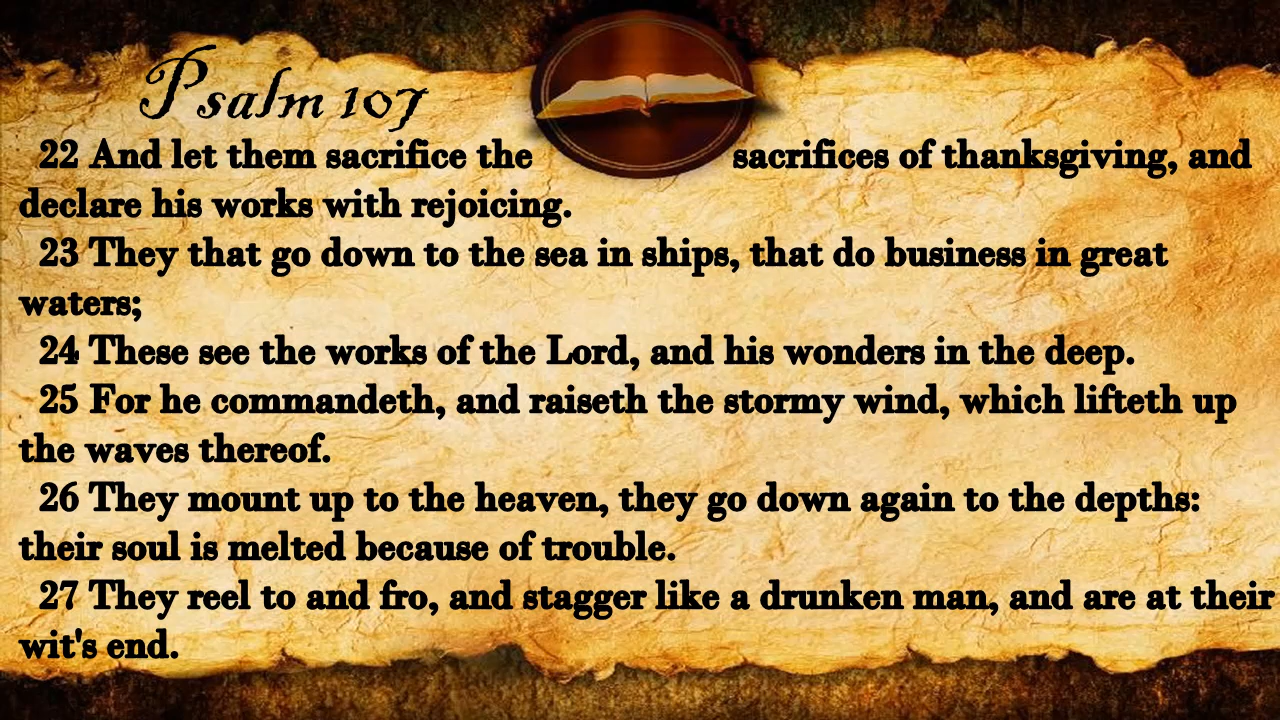 Psalm 107
22 And let them sacrifice the sacrifices of thanksgiving, and
declare his works with rejoicing.
23 They that go down to the sea in ships, that do business in great
waters;
24 These see the works of the Lord, and his wonders in the deep.
25 For he commandeth, and raiseth the stormy wind, which lifteth up
the waves thereof.
26 They mount up to the heaven, they go down again to the depths:
their soul is melted because of trouble.
27 They reel to and fro, and stagger like a drunken man, and are at their
wit's end.